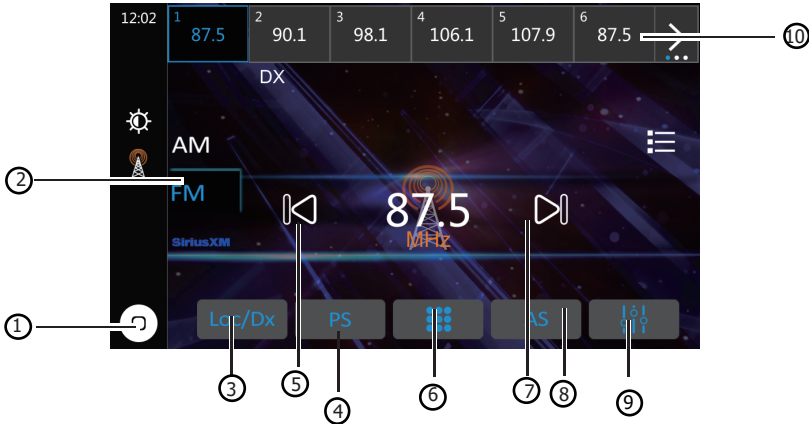 12:02
1 2 3 4 5 6
87.5 90.1 98.1 106.1 107.9 87.5
10
DX
AM
2
FM
87.5
MHz
SiriusXM
1
Loc/Dx PS AS
3 4 5 6 7 8 9